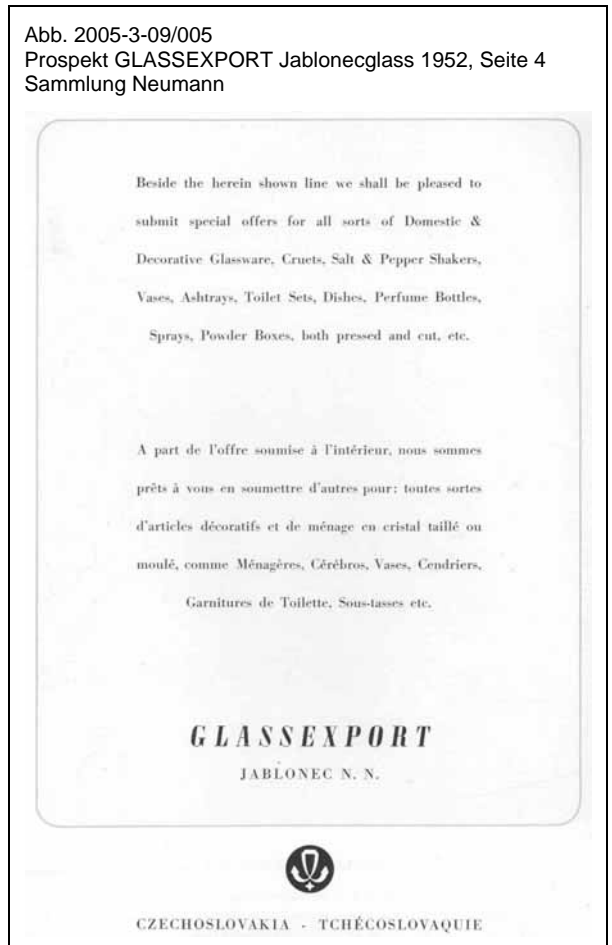 Abb. 2005-3-09/005
Prospekt GLASSEXPORT Jablonecglass 1952, Seite 4
Sammlung Neumann
Beside the herein shown line we shall be pleased to
submit special offers for all sorts of Domestic &
Decorative Glassware, Cruets, Salt & Pepper Shakers,
Vases, Ashtrays, Toilet Sets, Dishes, Perfume Bottles,
Sprays, Powder Boxes, both pressed and cut, etc.
A part de l'offre soumise à l'intérieur, nous sommes
prêts à vous en soumettre d'autres pour: toutes sortes
d'articles décoratifs et de ménage en cristal taillé ou
moulé, comme Ménagères, Cérébros, Vases, Cendriers,
Garnitures de Toilette, Sous-tasses etc.
GLASSEXPORT
JABLONEC N. N.
CZECHOSLOVAKIA - TCHÉCOSLOVAQUIE